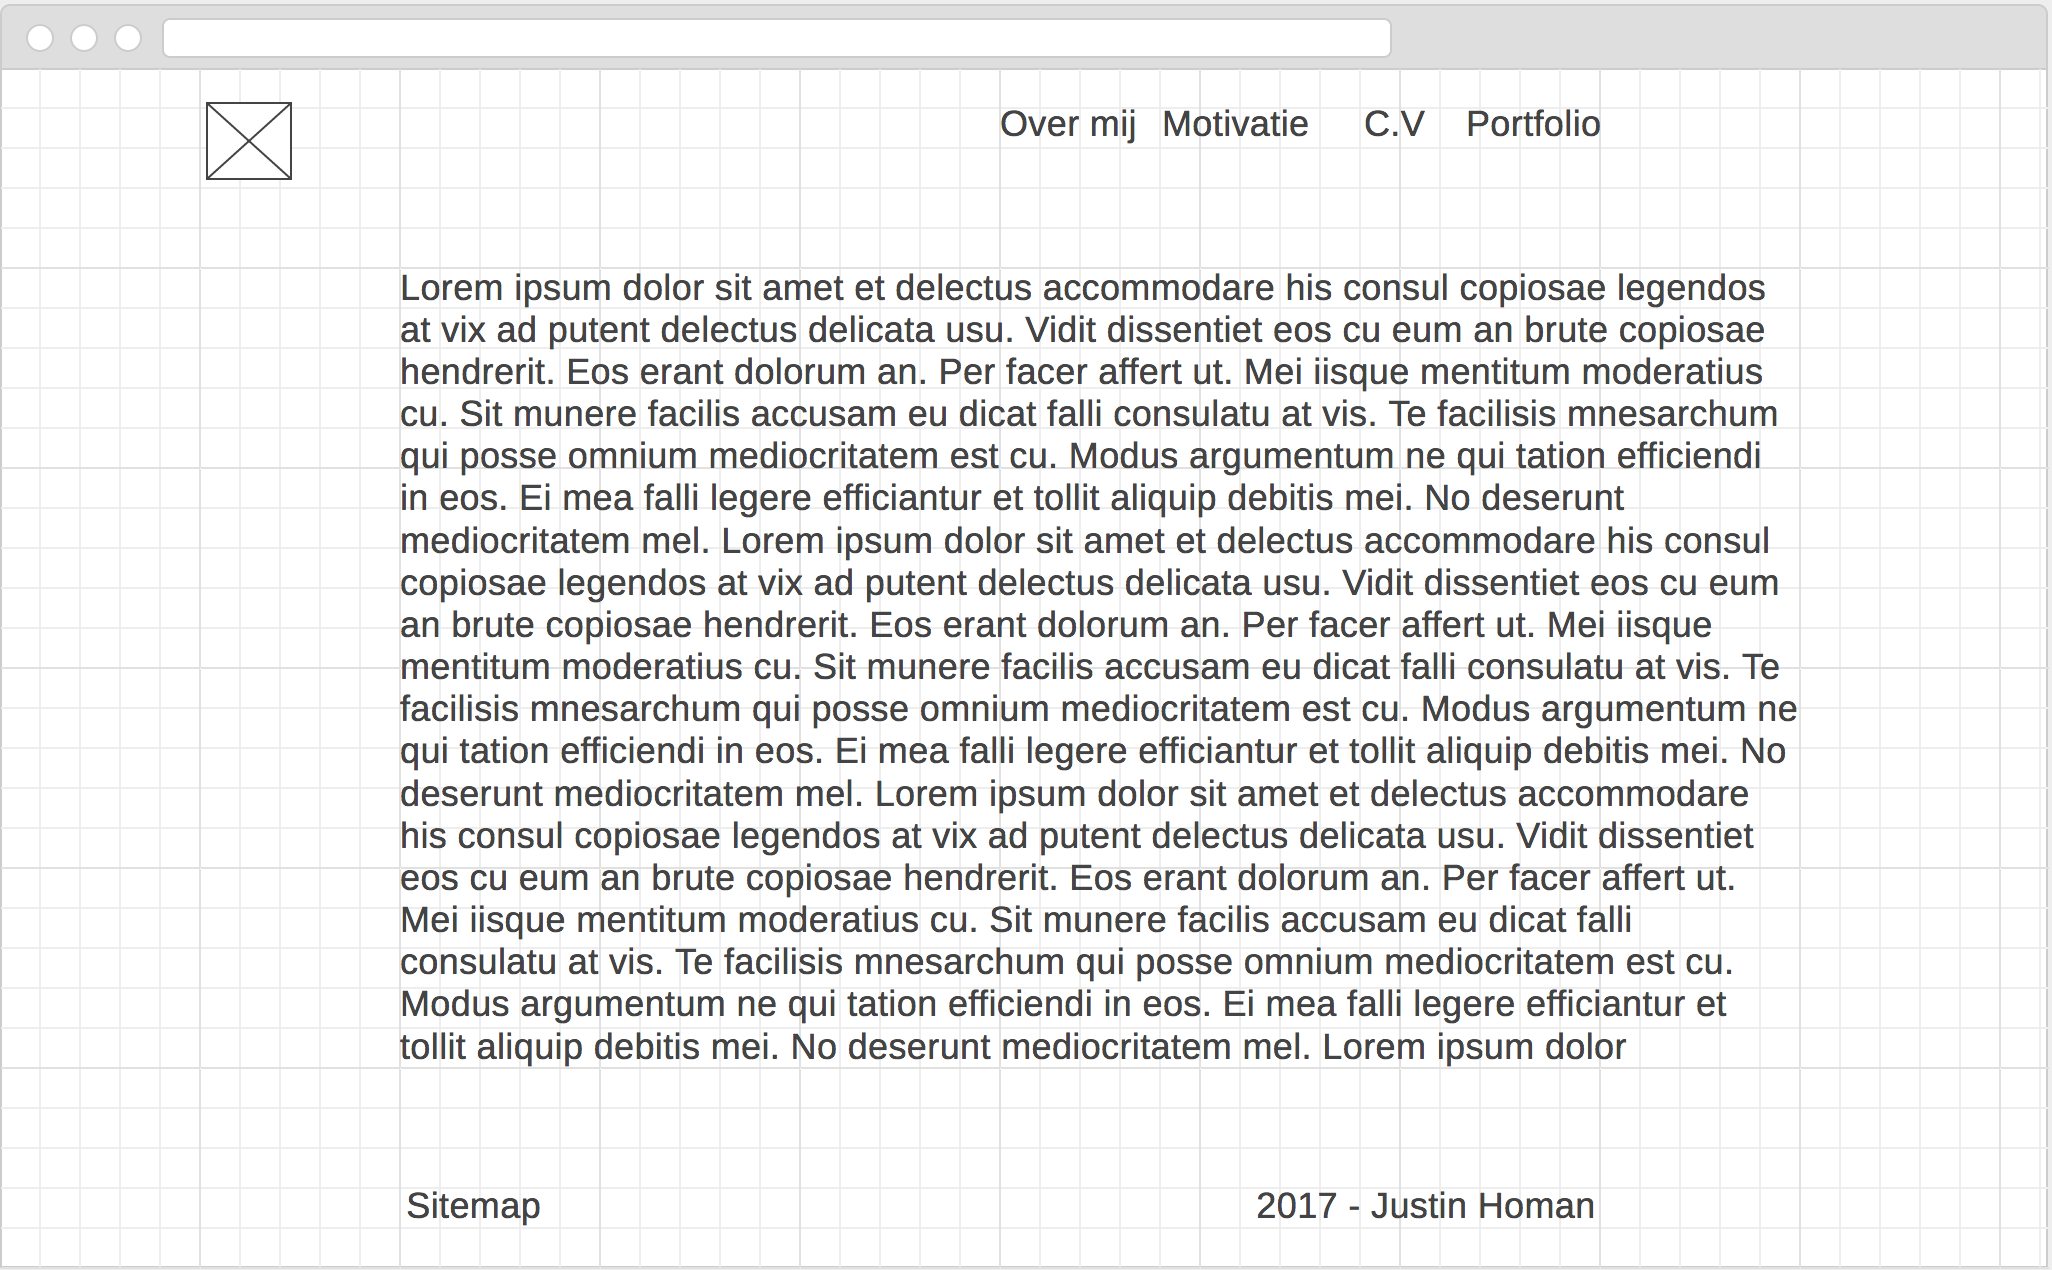 Over mij Motivatie C.V Portfolio
Lorem ipsum dolor sit amet et delectus accommodare his consul copiosae legendos
at vix ad putent delectus delicata usu. Vidit dissentiet eos cu eum an brute copiosae
hendrerit. Eos erant dolorum an. Per facer affert ut. Mei iisque mentitum moderatius
cu. Sit munere facilis accusam eu dicat falli consulatu at vis. Te facilisis mnesarchum
qui posse omnium mediocritatem est cu. Modus argumentum ne qui tation efficiendi
in eos. Ei mea falli legere efficiantur et tollit aliquip debitis mei. No deserunt
mediocritatem mel. Lorem ipsum dolor sit amet et delectus accommodare his consul
copiosae legendos at vix ad putent delectus delicata usu. Vidit dissentiet eos cu eum
an brute copiosae hendrerit. Eos erant dolorum an. Per facer affert ut. Mei iisque
mentitum moderatius cu. Sit munere facilis accusam eu dicat falli consulatu at vis. Te
facilisis mnesarchum qui posse omnium mediocritatem est cu. Modus argumentum ne
qui tation efficiendi in eos. Ei mea falli legere efficiantur et tollit aliquip debitis mei. No
deserunt mediocritatem mel. Lorem ipsum dolor sit amet et delectus accommodare
his consul copiosae legendos at vix ad putent delectus delicata usu. Vidit dissentiet
eos cu eum an brute copiosae hendrerit. Eos erant dolorum an. Per facer affert ut.
Mei iisque mentitum moderatius cu. Sit munere facilis accusam eu dicat falli
consulatu at vis. Te facilisis mnesarchum qui posse omnium mediocritatem est cu.
Modus argumentum ne qui tation efficiendi in eos. Ei mea falli legere efficiantur et
tollit aliquip debitis mei. No deserunt mediocritatem mel. Lorem ipsum dolor
Sitemap 2017 - Justin Homan